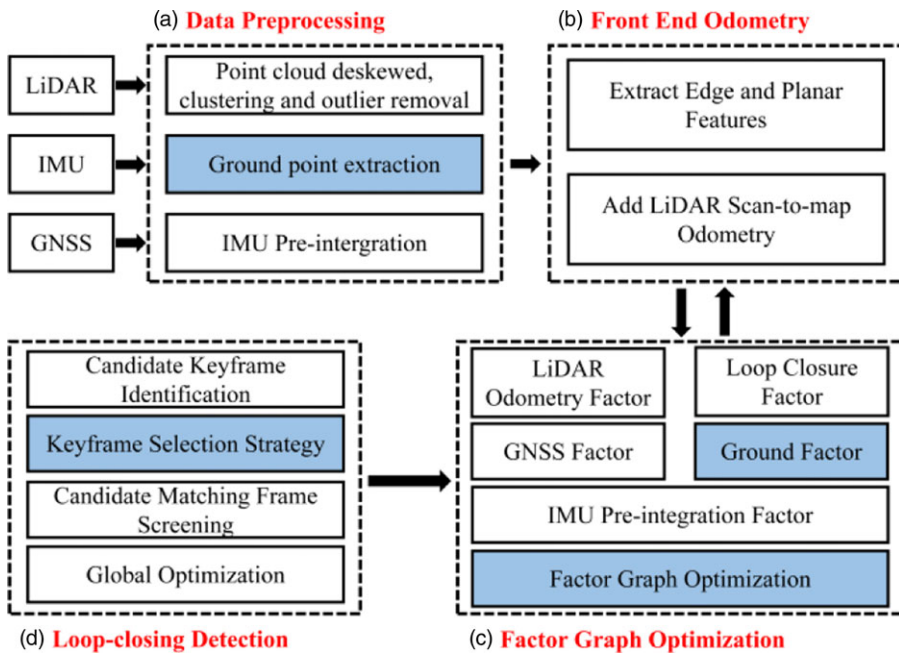 (a) Data Preprocessing
(b) Front End Odometry
LiDAR
IMU
GNSS
Point cloud deskewed,
clustering and outlier removal
Ground point extraction
IMU Pre-intergration
Extract Edge and Planar
Features
Add LiDAR Scan-to-map
Odometry
Candidate Keyframe
Identification
Keyframe Selection Strategy
Candidate Matching Frame
Screening
Global Optimization
LiDAR
Odometry Factor
Loop Closure
Factor
GNSS Factor
Ground Factor
IMU Pre-integration Factor
Factor Graph Optimization
(d) Loop-closing Detection
(c) Factor Graph Optimization